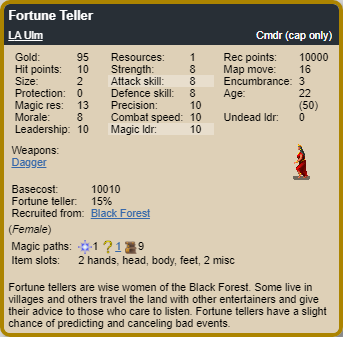 Fortune Teller
LA Ulm Cmdr (cap only)
Gold: 95 Resources: 1 Rec points: 10000
Hit points: 10 Strength: 8 Map move: 16
Size: 2 Attack skill: 8 Encumbrance: 3
Protection: 0 Defence skill: 8 Age: 22
Magic res: 13 Precision: 10 (50)
Morale: 8 Combat speed: 10 Undead ldr: 0
Leadership: 10 Magic ldr: 10
Weapons:
Dagger
Basecost: 10010
Fortune teller: 15%
Recruited from: Black Forest
(Female)
Magic paths: 1 ? 1 9
Item slots: 2 hands, head, body, feet, 2 misc
Fortune tellers are wise women of the Black Forest. Some live in
villages and others travel the land with other entertainers and give
their advice to those who care to listen. Fortune tellers have a slight
chance of predicting and canceling bad events.